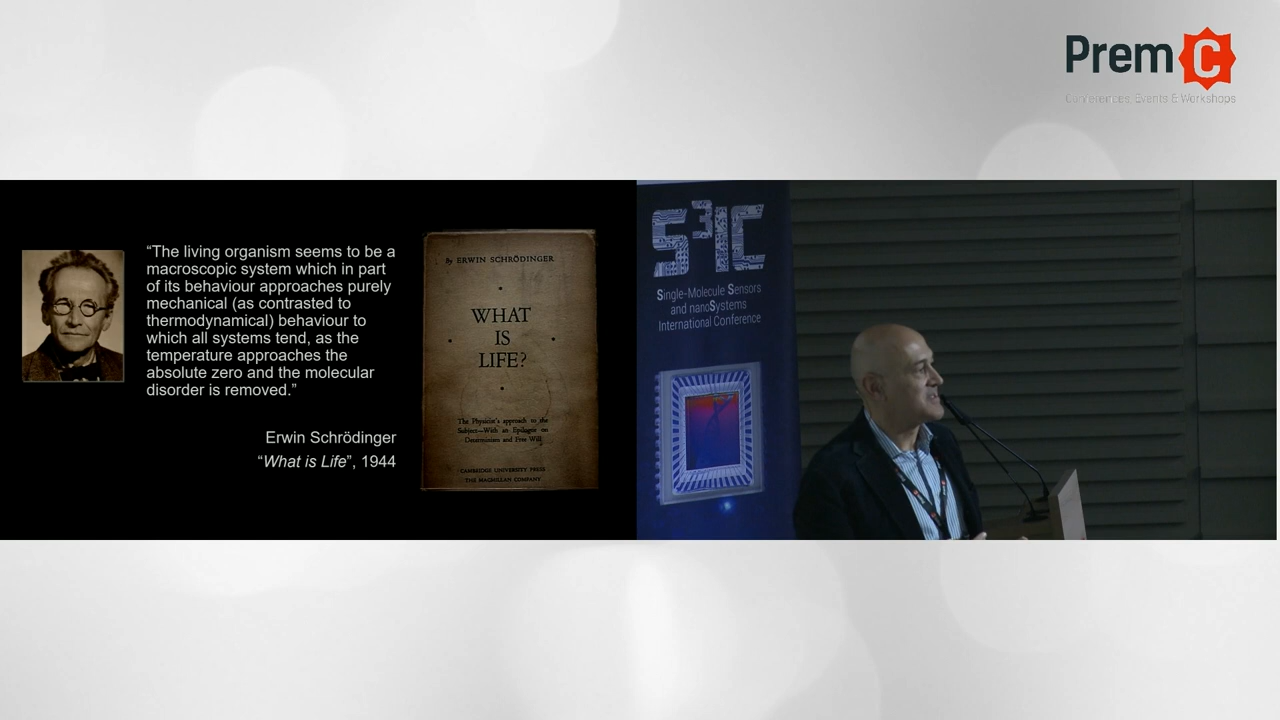 Prem C
Conferences, Events & Workshops
“The living organism seems to be a
macroscopic system which in part
of its behaviour approaches purely
mechanical (as contrasted to
thermodynamical) behaviour to
which all systems tend, as the
temperature approaches the
absolute zero and the molecular
disorder is removed.”
Erwin Schrödinger
“What is Life”, 1944
By ERWIN SCHRÖDINGER
WHAT
IS
LIFE?
The Physicist's approach to the
Subject—With an Epilogue on
Determinism and Free Will
CAMBRIDGE UNIVERSITY PRESS
THE MACMILLAN COMPANY
S3IC
Single-Molecule Sensors
and nanoSystems
International Conference